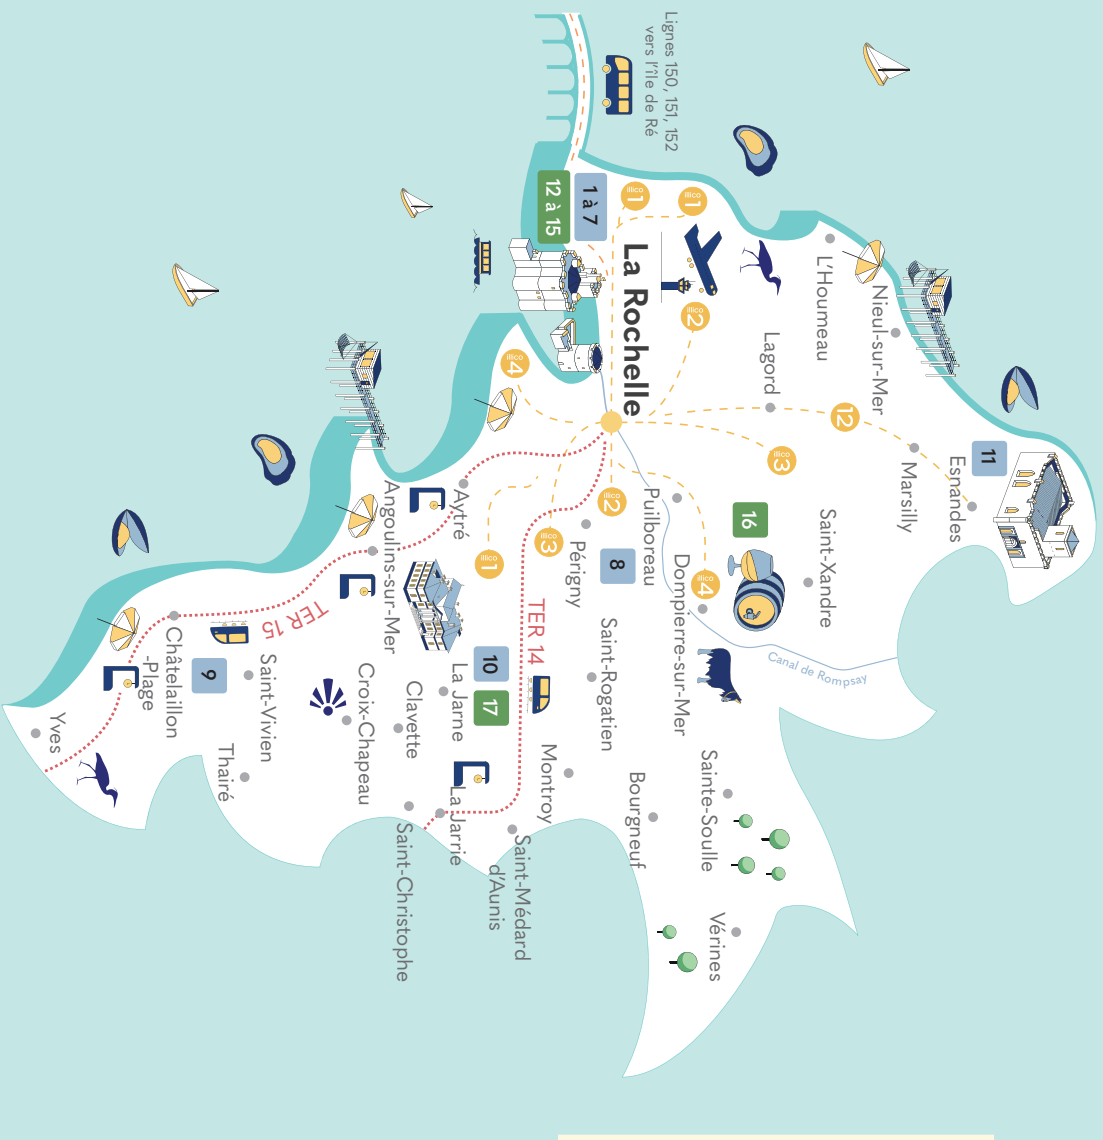 Lignes 150, 151, 152
vers l'île de Ré
11
Esnandes
Marsilly
12
Nieul-sur-Mer
L'Houmeau
Saint-Xandre
Lagord
illico
3
16
illico
1
illico
2
illico
4
Canal de Rompsay
Vérines
Sainte-Soulle
Dompierre-sur-Mer
Puilboreau
illico
1
La Rochelle
Bourgneuf
8
illico
2
Saint-Rogatien
1 à 7
12 à 15
Périgny
illico
3
Montroy
TER 14
illico
4
Saint-Médard
d'Aunis
illico
1
10
17
Aytré
La Jarne
La Jarrie
Clavette
Saint-Christophe
Angoulins-sur-Mer
Croix-Chapeau
TER 15
Saint-Vivien
Thairé
9
Châtelaillon
-Plage
Yves